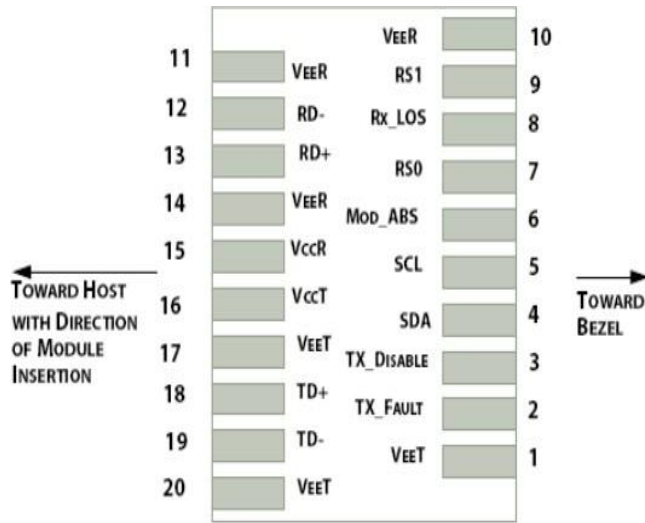 11 VEER
12 RD-
13 RD+
14 VEER
15 VCCR
16 VCCT
17 VEET
18 TD+
19 TD-
20 VEET
VEER 10
RS1 9
RX_LOS 8
RS0 7
MOD_ABS 6
SCL 5
SDA 4
TX_DISABLE 3
TX_FAULT 2
VEET 1
TOWARD HOST
WITH DIRECTION
OF MODULE
INSERTION
TOWARD
BEZEL